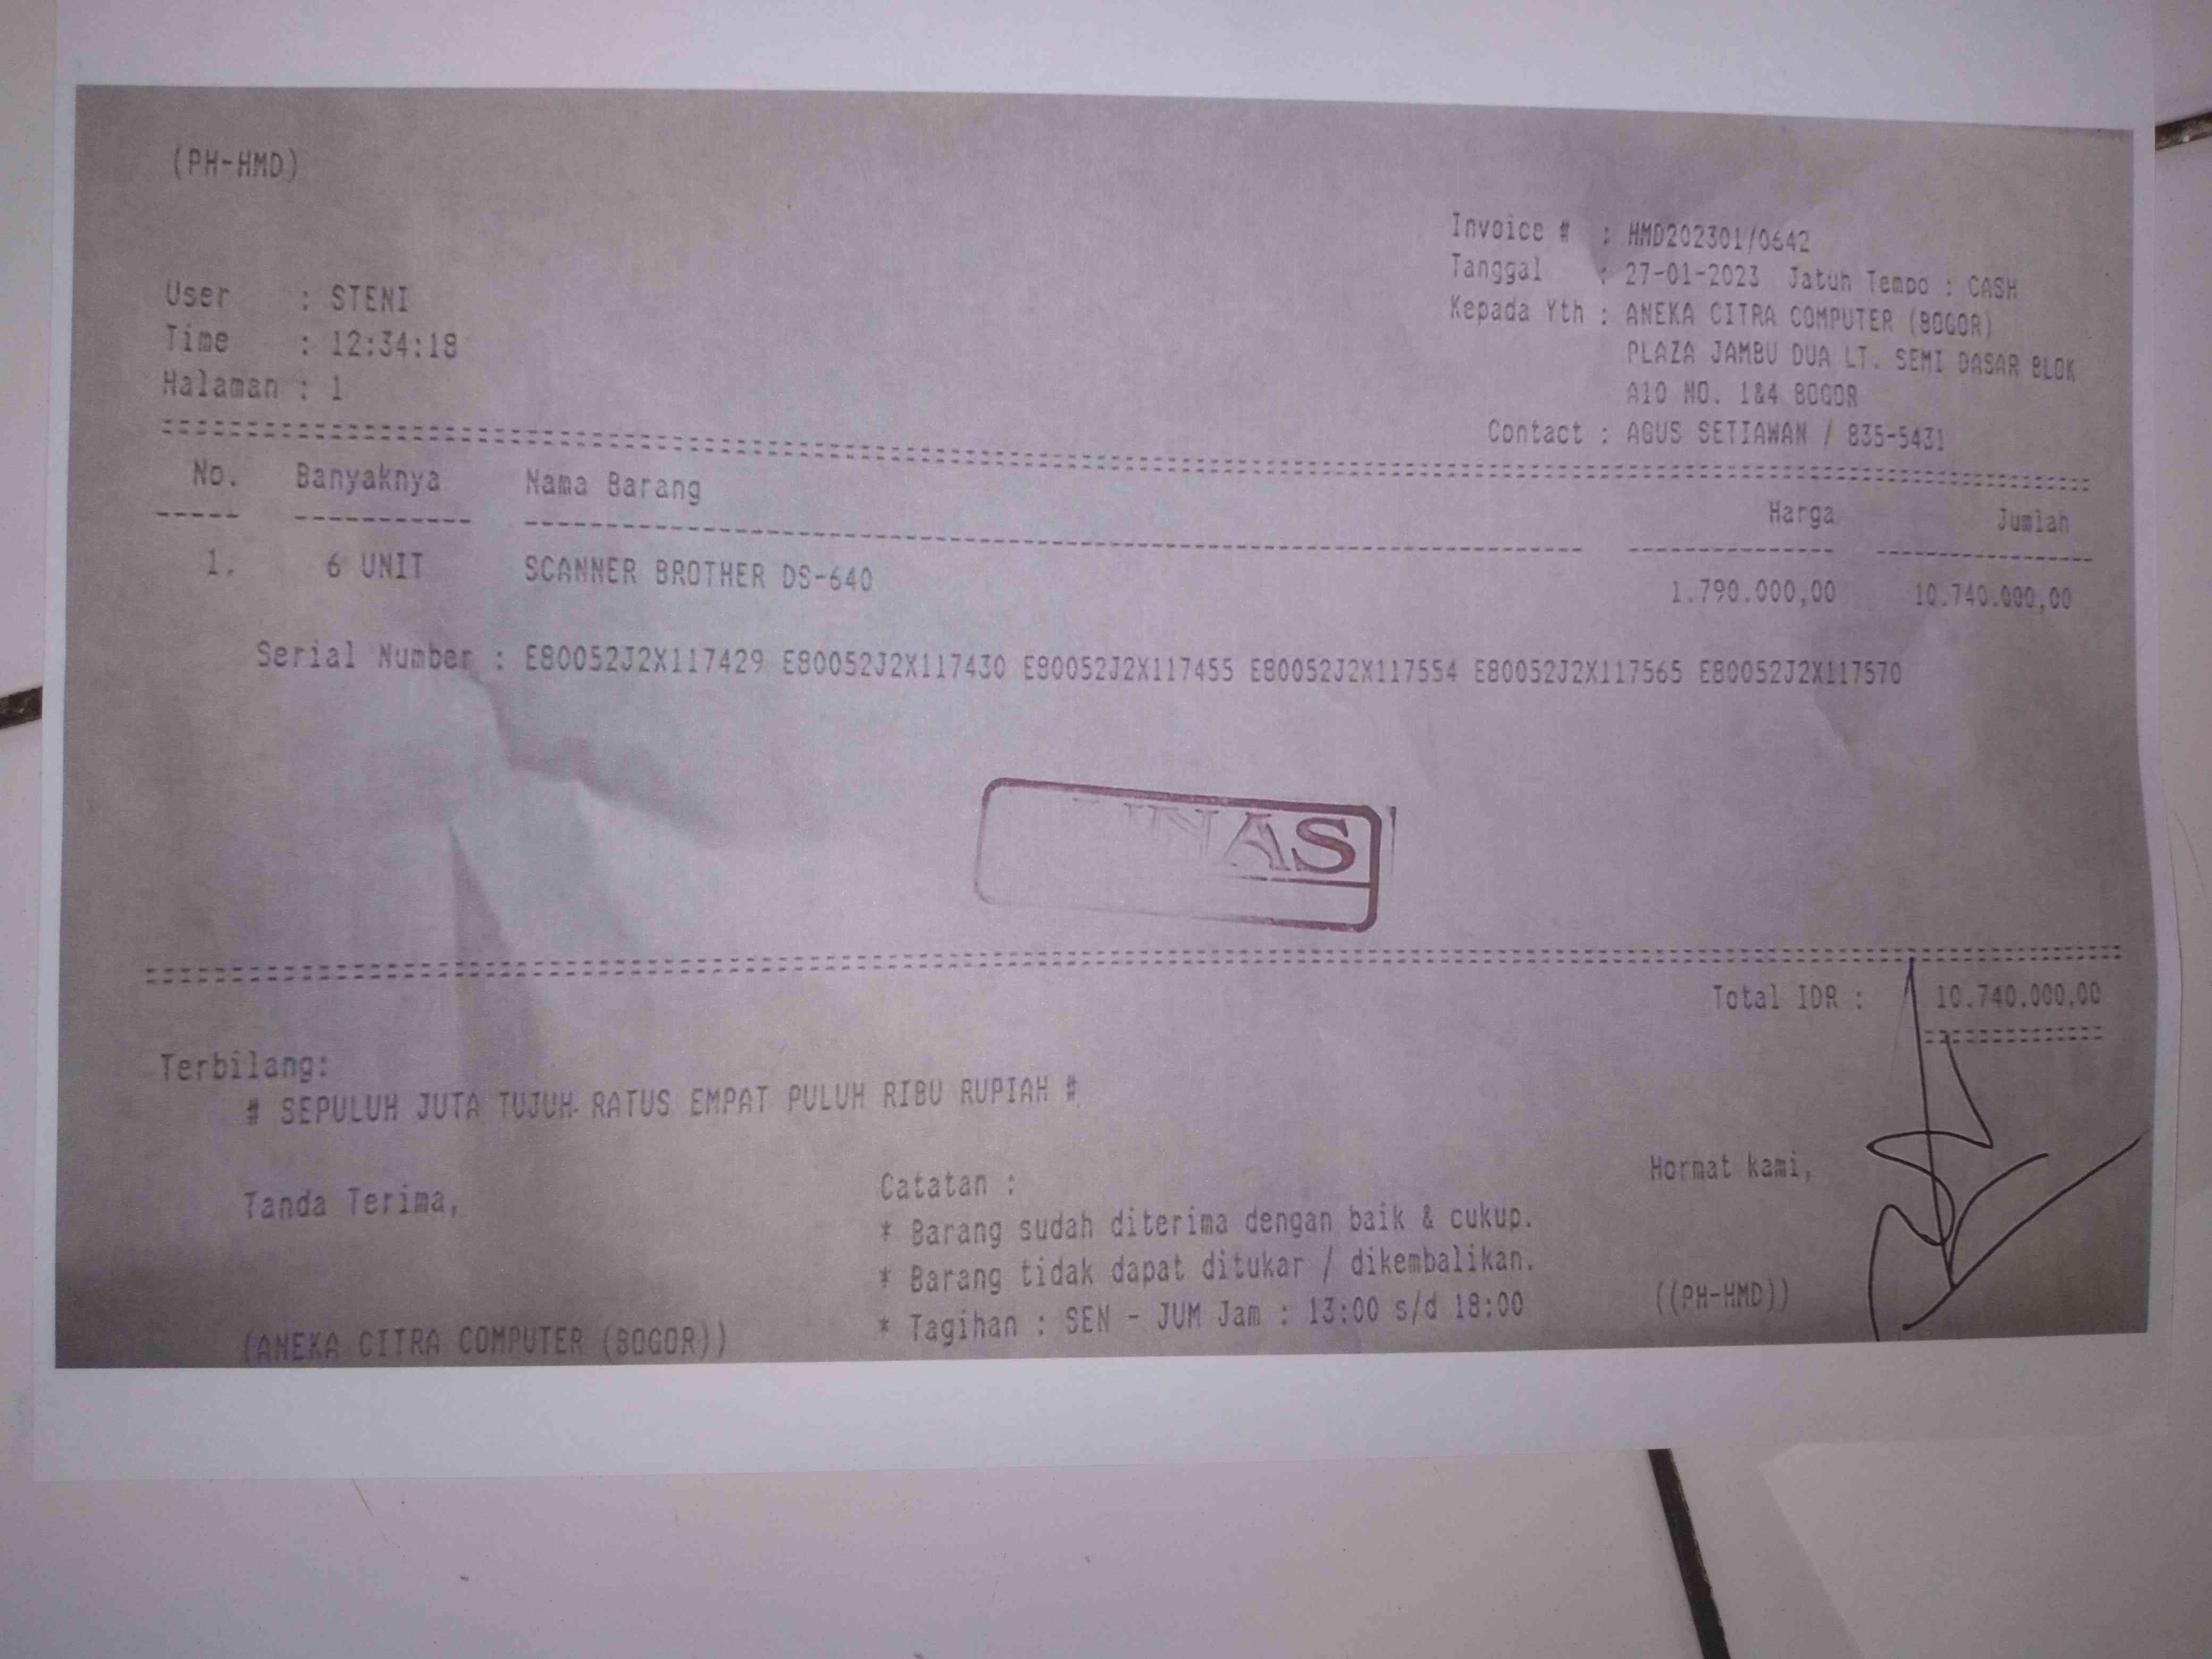 (PH-HMD)
Invoice # : HMD202301/0642
Tanggal : 27-01-2023 Jatuh Tempo : CASH
Kepada Yth : ANEKA CITRA COMPUTER (BOGOR)
PLAZA JAMBU DUA LT. SEMI DASAR BLOK
A10 NO. 1&4 BOGOR
Contact : AGUS SETIAWAN / 835-5431
User : STENI
Time : 12:34:18
Halaman : 1
No. Banyaknya Nama Barang Harga Jumlah
1. 6 UNIT SCANNER BROTHER DS-640 1.790.000,00 10.740.000,00
Serial Number : E80052J2X117429 E80052J2X117430 E80052J2X117455 E80052J2X117554 E80052J2X117565 E80052J2X117570
LUNAS
Total IDR : 10.740.000,00
Terbilang:
# SEPULUH JUTA TUJUH RATUS EMPAT PULUH RIBU RUPIAH #
Tanda Terima,
(ANEKA CITRA COMPUTER (BOGOR))
Catatan :
* Barang sudah diterima dengan baik & cukup.
* Barang tidak dapat ditukar / dikembalikan.
* Tagihan : SEN - JUM Jam : 13:00 s/d 18:00
Hormat kami,
((PH-HMD))